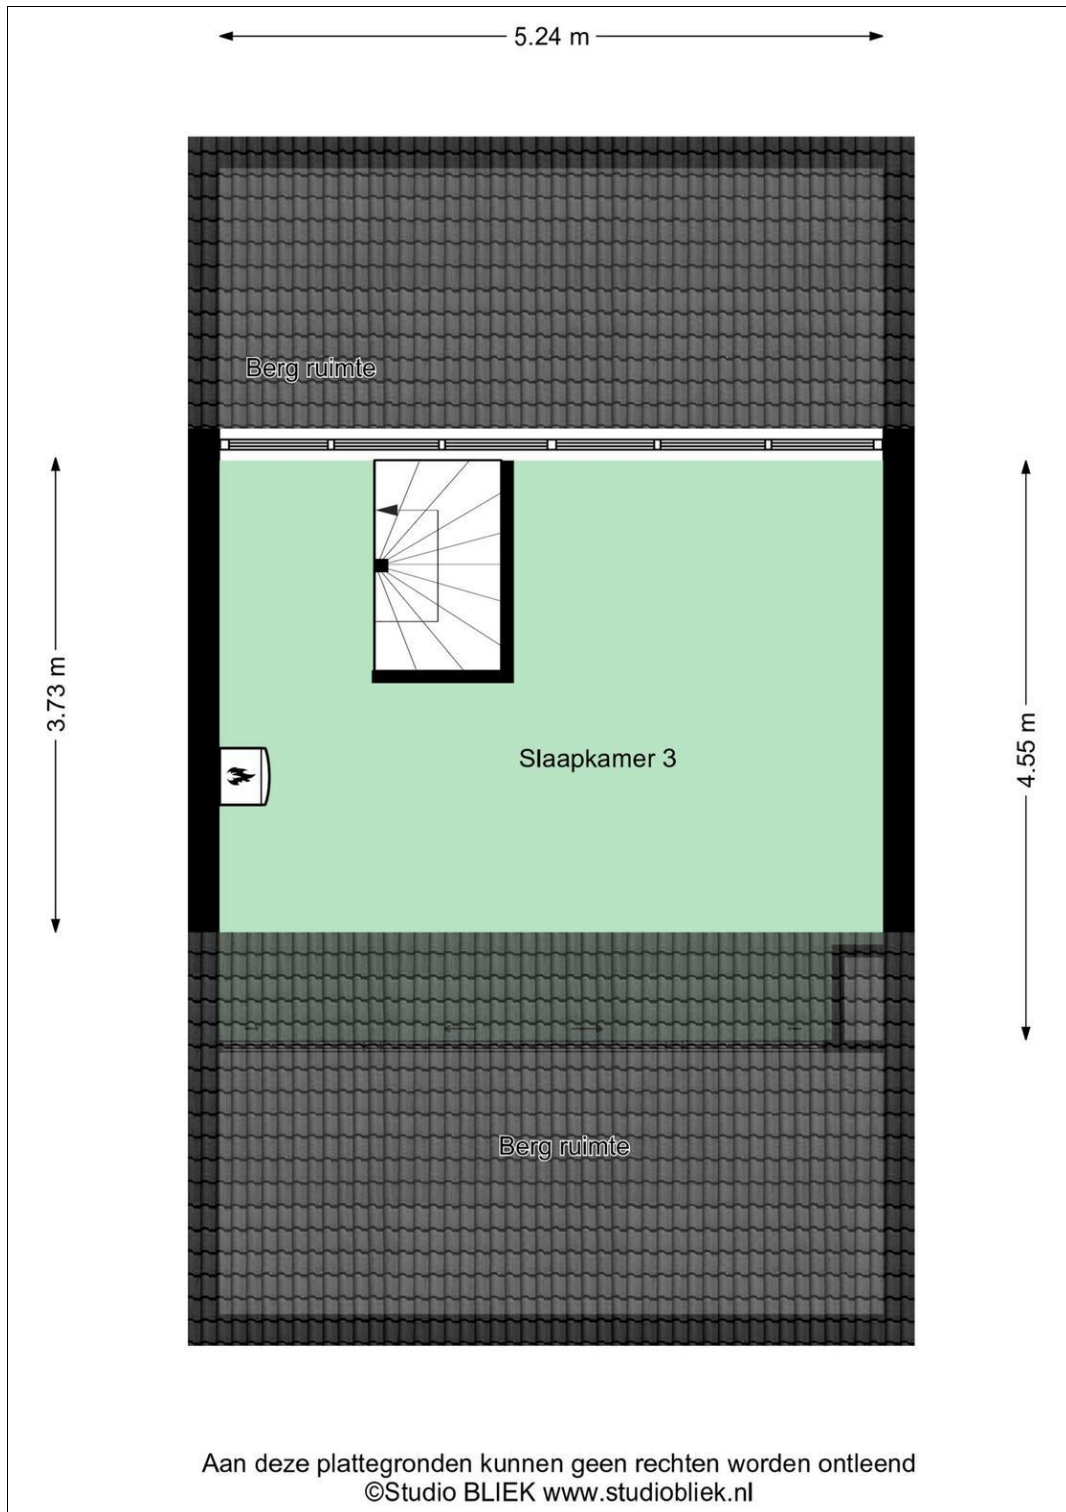 5.24 m
Berg ruimte
3.73 m
4.55 m
Slaapkamer 3
Berg ruimte
Aan deze plattegronden kunnen geen rechten worden ontleend
©Studio BLIEK www.studiobliek.nl